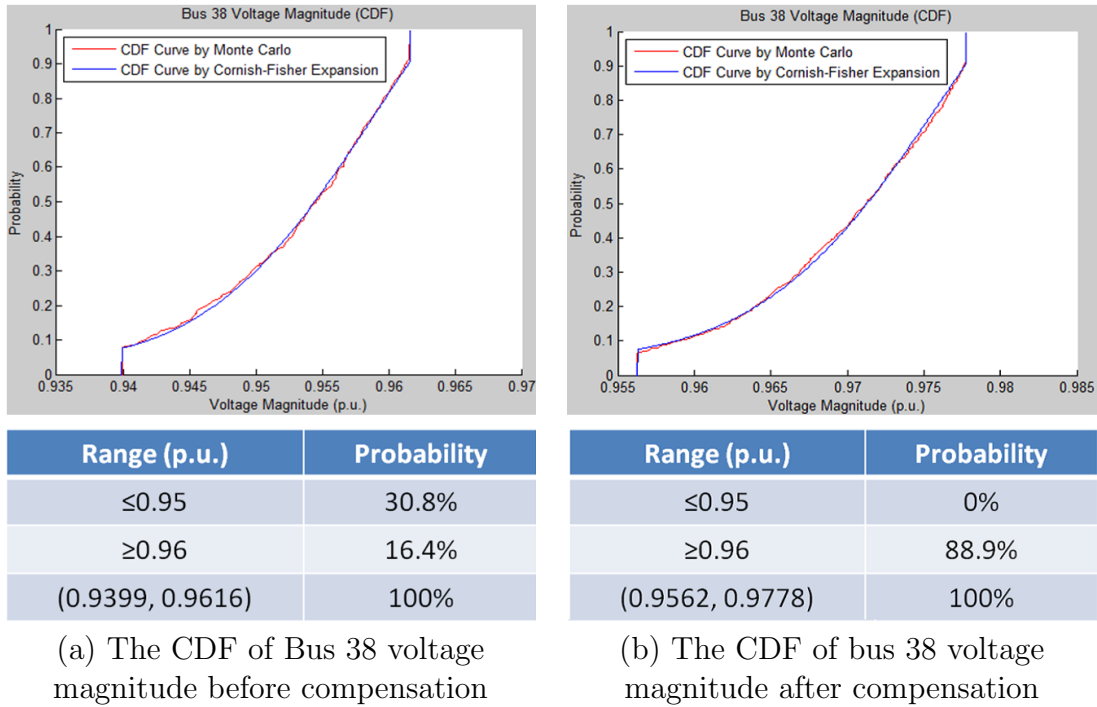 Bus 38 Voltage Magnitude (CDF)
CDF Curve by Monte Carlo
CDF Curve by Cornish-Fisher Expansion
1
0.9
0.8
0.7
0.6
0.5
0.4
0.3
0.2
0.1
0
Probability
0.935 0.94 0.945 0.95 0.955 0.96 0.965 0.97
Voltage Magnitude (p.u.)
Range (p.u.) Probability
≤0.95 30.8%
≥0.96 16.4%
(0.9399, 0.9616) 100%
(a) The CDF of Bus 38 voltage
magnitude before compensation
Bus 38 Voltage Magnitude (CDF)
CDF Curve by Monte Carlo
CDF Curve by Cornish-Fisher Expansion
1
0.9
0.8
0.7
0.6
0.5
0.4
0.3
0.2
0.1
0
Probability
0.955 0.96 0.965 0.97 0.975 0.98 0.985
Voltage Magnitude (p.u.)
Range (p.u.) Probability
≤0.95 0%
≥0.96 88.9%
(0.9562, 0.9778) 100%
(b) The CDF of bus 38 voltage
magnitude after compensation